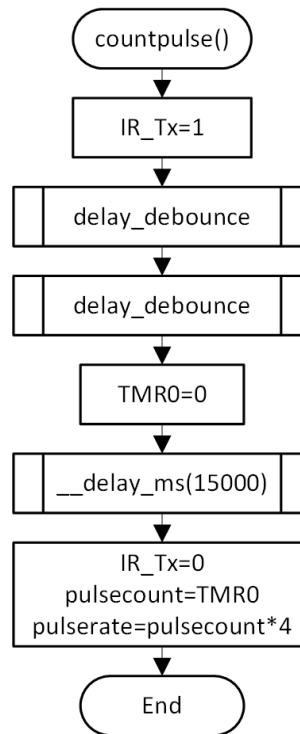 countpulse()
IR_Tx=1
delay_debounce
delay_debounce
TMR0=0
__delay_ms(15000)
IR_Tx=0
pulsecount=TMR0
pulserate=pulsecount*4
End